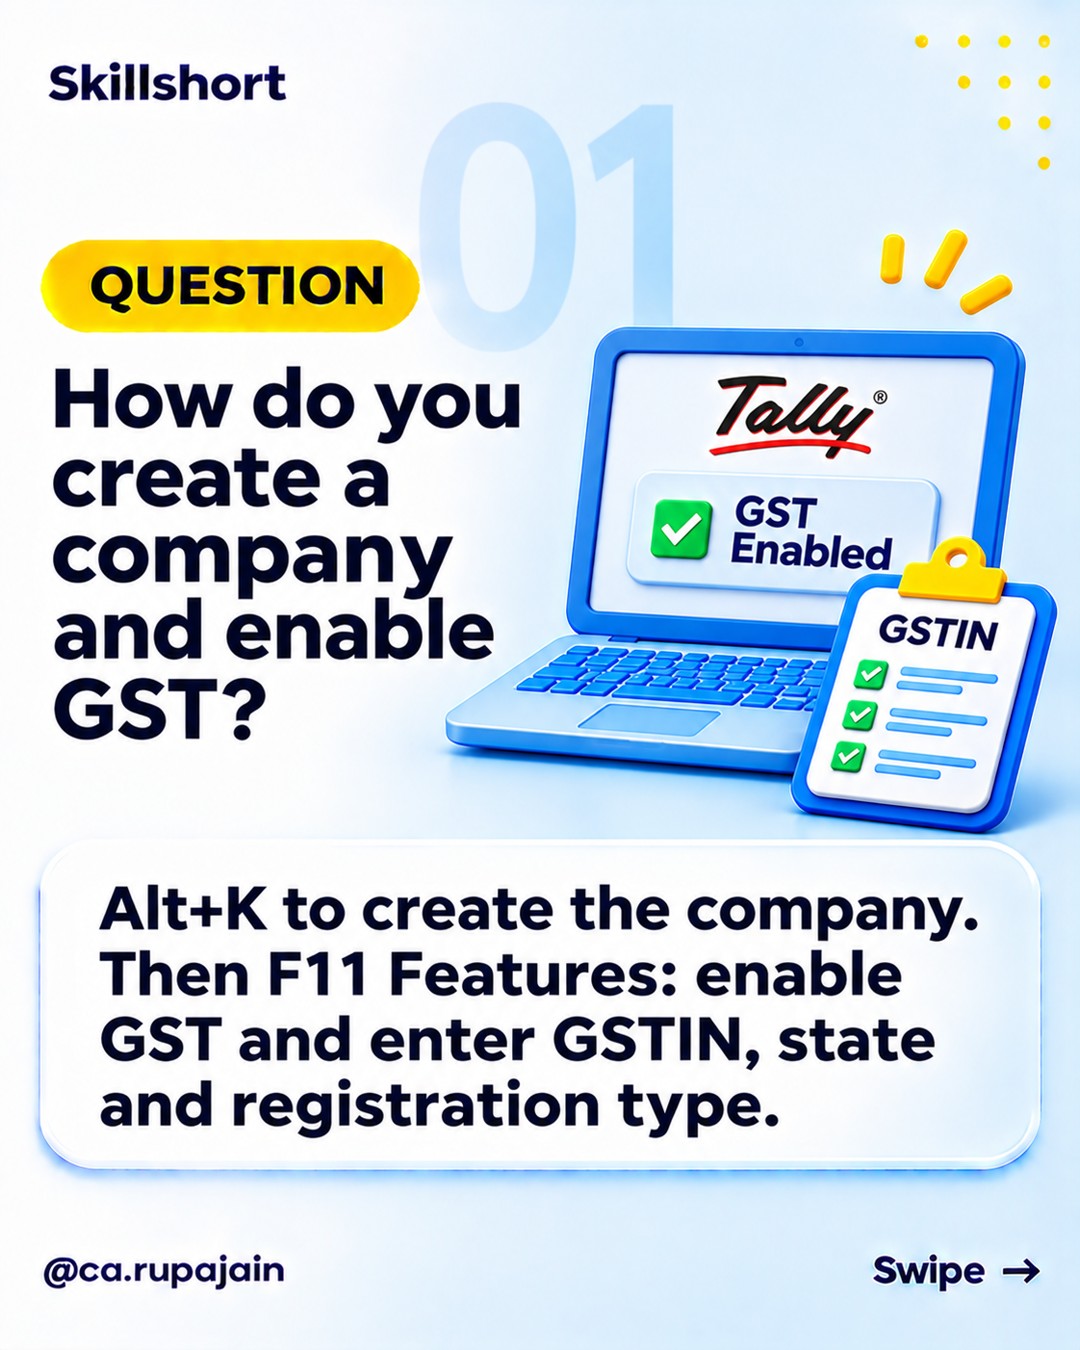 Skillshort
01
QUESTION
How do you
create a
company
and enable
GST?
Tally®
GST
Enabled
GSTIN
Alt+K to create the company.
Then F11 Features: enable
GST and enter GSTIN, state
and registration type.
@ca.rupajain
Swipe →